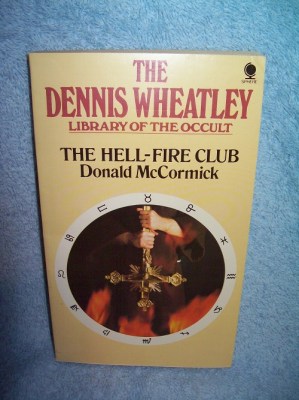 THE
DENNIS WHEATLEY
LIBRARY OF THE OCCULT
THE HELL-FIRE CLUB
Donald McCormick